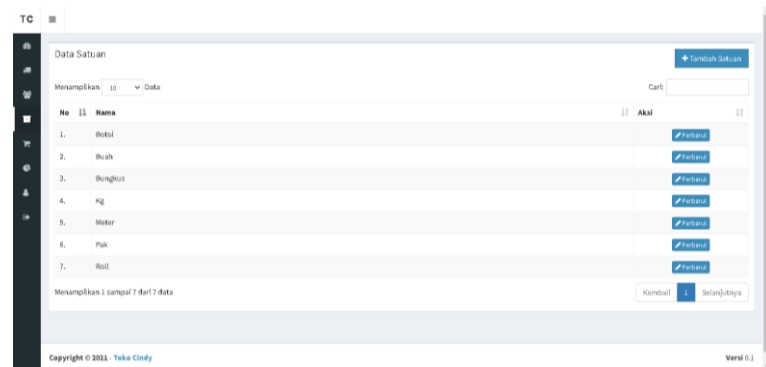 TC
Data Satuan
Tambah Satuan
Menampilkan 10 Data
Cari:
No Nama Aksi
1. Botol Perbarui
2. Buah Perbarui
3. Bungkus Perbarui
4. Kg Perbarui
5. Meter Perbarui
6. Pak Perbarui
7. Roll Perbarui
Menampilkan 1 sampai 7 dari 7 data
Kembali 1 Selanjutnya
Copyright © 2021 - Toko Cindy
Versi 0.1